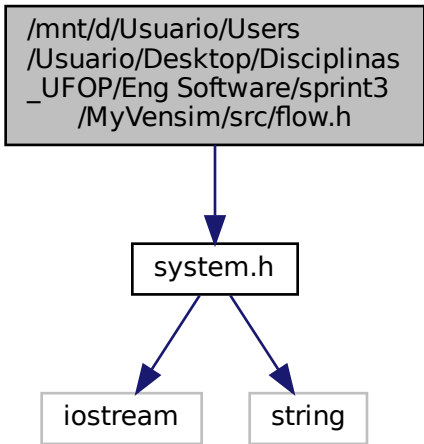 /mnt/d/Usuario/Users
/Usuario/Desktop/Disciplinas
_UFOP/Eng Software/sprint3
/MyVensim/src/flow.h
system.h
iostream
string